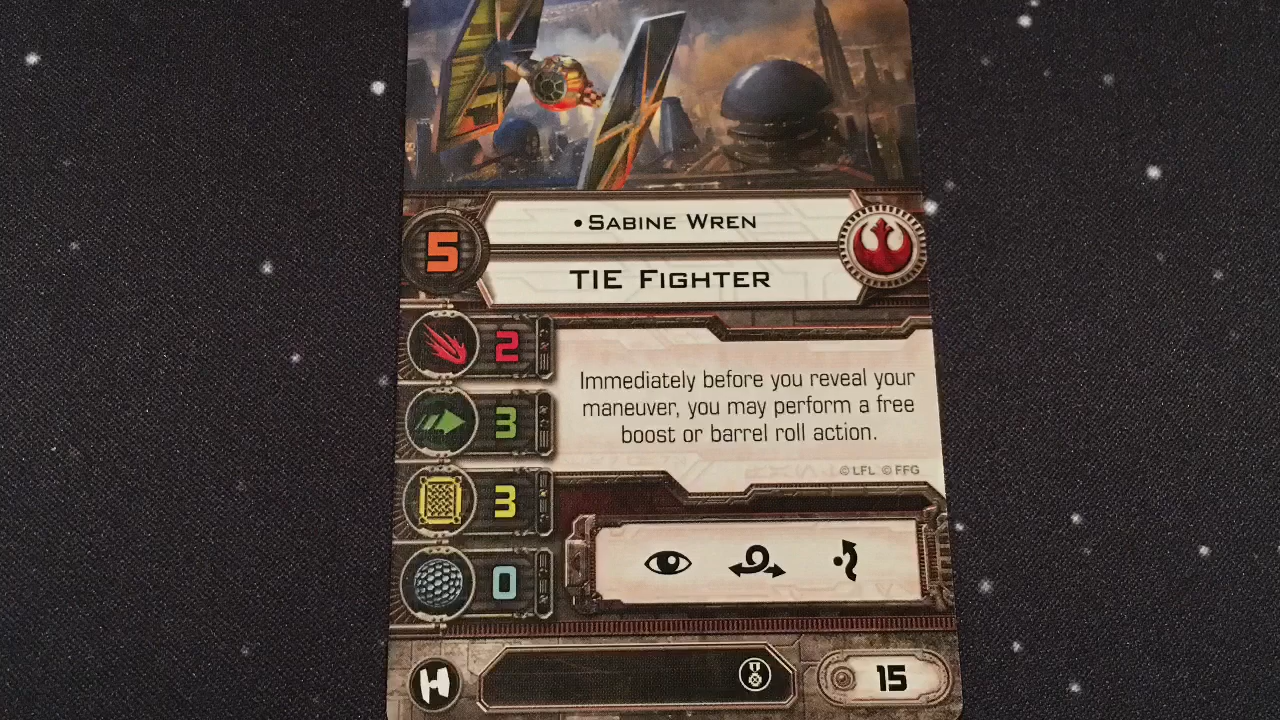 • Sabine Wren
5
TIE Fighter
2
Immediately before you reveal your
maneuver, you may perform a free
boost or barrel roll action.
3
© LFL © FFG
3
0
15